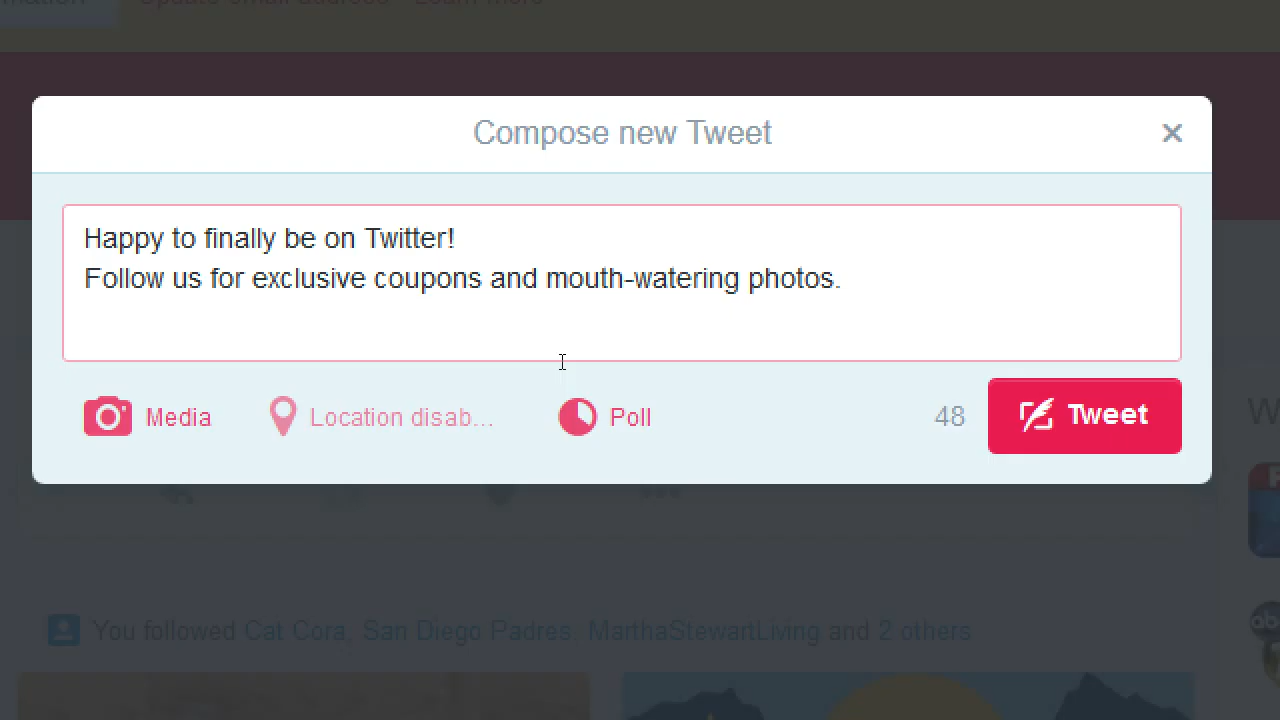 Compose new Tweet
Happy to finally be on Twitter!
Follow us for exclusive coupons and mouth-watering photos.
Media
Location disab...
Poll
48
Tweet
You followed Cat Cora, San Diego Padres, MarthaStewartLiving and 2 others
abc